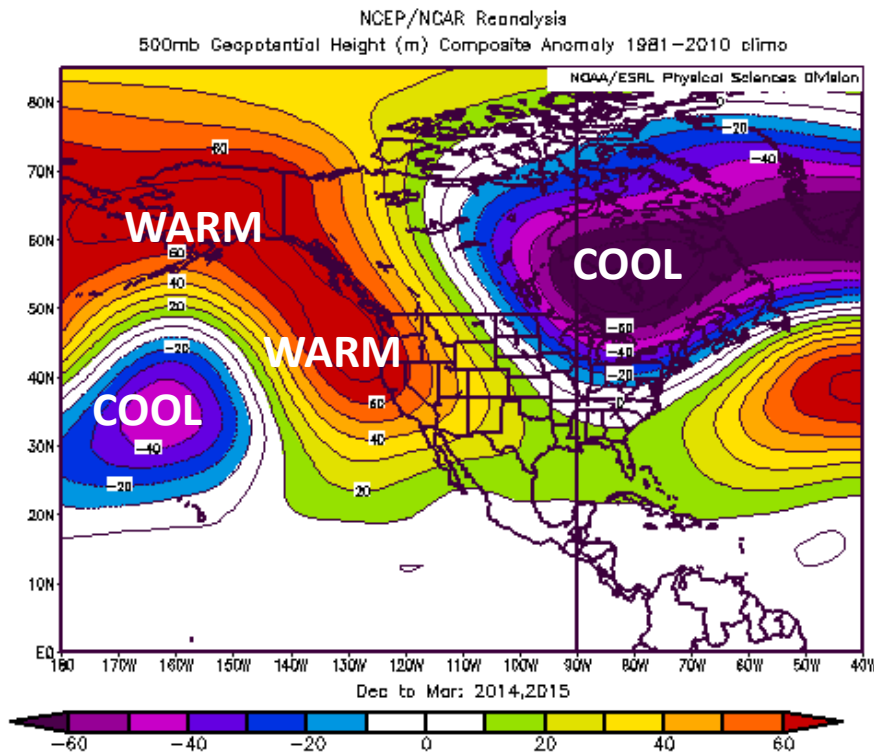 NCEP/NCAR Reanalysis
500mb Geopotential Height (m) Composite Anomaly 1981-2010 climo
NOAA/ESRL Physical Sciences Division
80N
70N
60N
50N
40N
30N
20N
10N
EQ
0
-20
-40
60
WARM
COOL
60
40
20
-60
-40
-20
0
-20
WARM
COOL
60
-40
40
-20
20
180 170W 160W 150W 140W 130W 120W 110W 100W 90W 80W 70W 60W 50W 40W
Dec to Mar: 2014,2015
-60 -40 -20 0 20 40 60